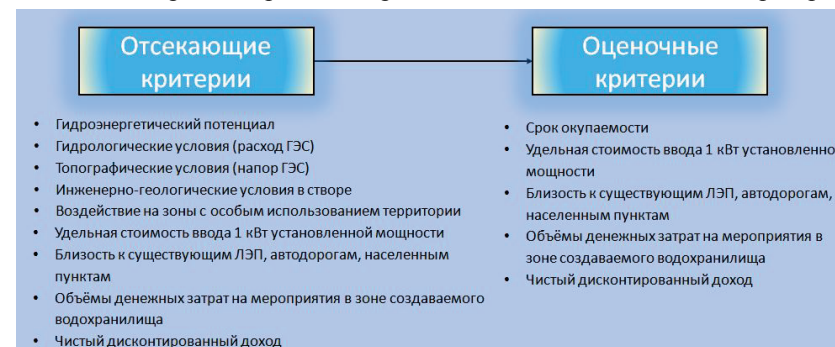 Отсекающие
критерии
• Гидроэнергетический потенциал
• Гидрологические условия (расход ГЭС)
• Топографические условия (напор ГЭС)
• Инженерно-геологические условия в створе
• Воздействие на зоны с особым использованием территории
• Удельная стоимость ввода 1 кВт установленной мощности
• Близость к существующим ЛЭП, автодорогам, населенным
пунктам
• Объёмы денежных затрат на мероприятия в зоне создаваемого
водохранилища
• Чистый дисконтированный доход
Оценочные
критерии
• Срок окупаемости
• Удельная стоимость ввода 1 кВт установленно
мощности
• Близость к существующим ЛЭП, автодорогам,
населенным пунктам
• Объёмы денежных затрат на мероприятия в
зоне создаваемого водохранилища
• Чистый дисконтированный доход